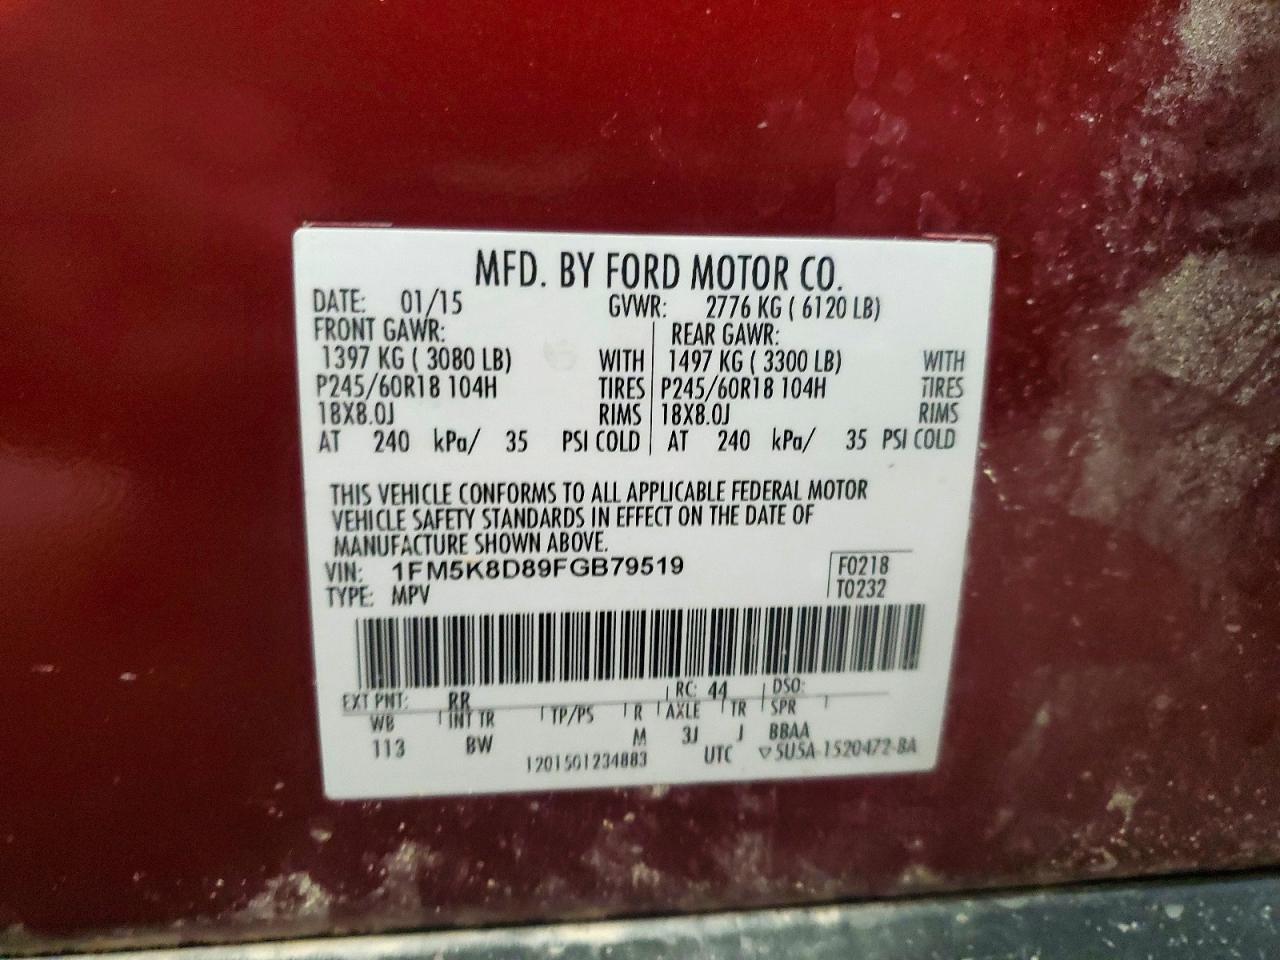 MFD. BY FORD MOTOR CO.
DATE: 01/15 GVWR: 2776 KG ( 6120 LB)
FRONT GAWR: REAR GAWR:
1397 KG ( 3080 LB) WITH 1497 KG ( 3300 LB) WITH
P245/60R18 104H TIRES P245/60R18 104H TIRES
18X8.0J RIMS 18X8.0J RIMS
AT 240 kPa/ 35 PSI COLD AT 240 kPa/ 35 PSI COLD
THIS VEHICLE CONFORMS TO ALL APPLICABLE FEDERAL MOTOR
VEHICLE SAFETY STANDARDS IN EFFECT ON THE DATE OF
MANUFACTURE SHOWN ABOVE.
VIN: 1FM5K8D89FGB79519 F0218
TYPE: MPV T0232
EXT PNT: RR RC: 44 DSO:
WB INT TR TP/PS R AXLE TR SPR
113 BW M 3J J BBAA
1201501234883 UTC ▽5U5A-1520472-BA